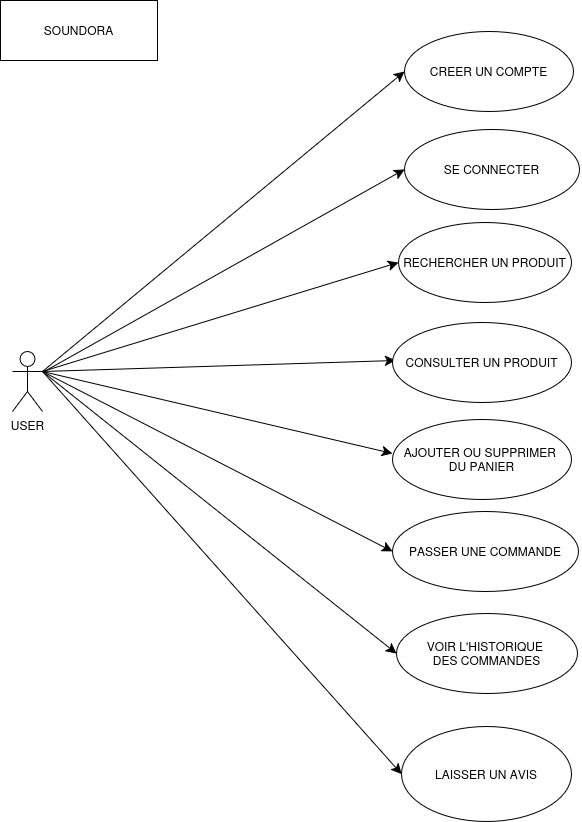 SOUNDORA
CREER UN COMPTE
SE CONNECTER
RECHERCHER UN PRODUIT
CONSULTER UN PRODUIT
USER
AJOUTER OU SUPPRIMER
DU PANIER
PASSER UNE COMMANDE
VOIR L'HISTORIQUE
DES COMMANDES
LAISSER UN AVIS